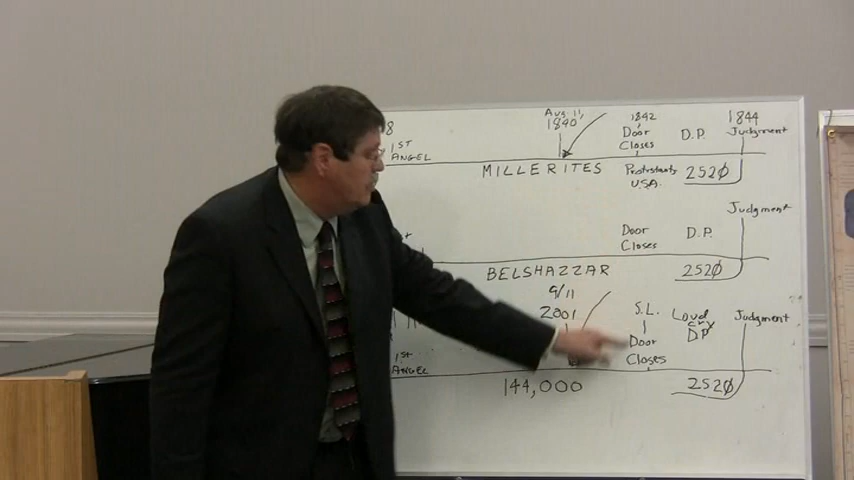 8
Aug. 11,
1840
1842
1844
1ST
ANGEL
Door
Closes
D.P.
Judgment
MILLERITES
Protestants
U.S.A.
2520
Judgment
Door
Closes
D.P.
BELSHAZZAR
2520
9/11
2001
S.L.
Loud
cry
DP
Judgment
1st
ANGEL
Door
Closes
144,000
2520